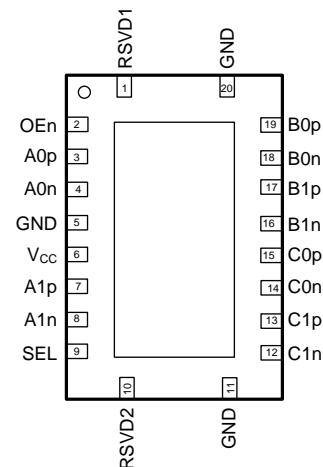 RSVD1 GND
1 20
OEn 2 19 B0p
A0p 3 18 B0n
A0n 4 17 B1p
GND 5 16 B1n
VCC 6 15 C0p
A1p 7 14 C0n
A1n 8 13 C1p
SEL 9 12 C1n
10 11
RSVD2 GND